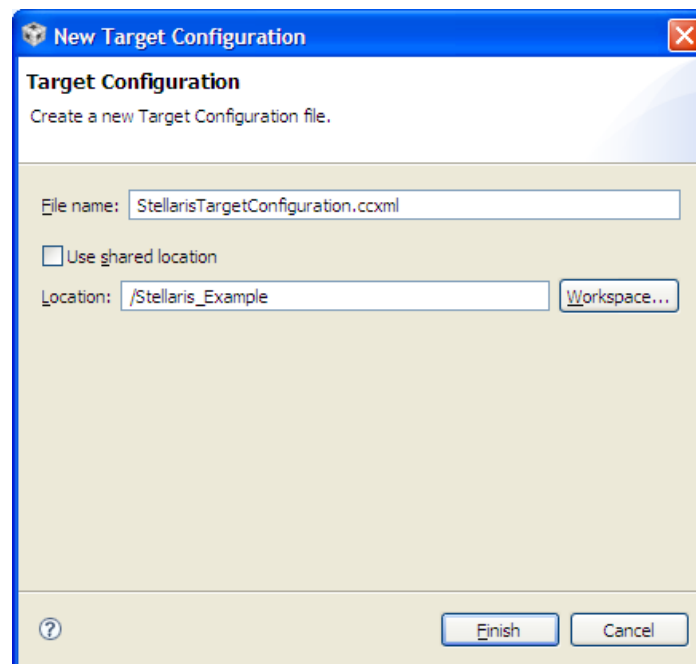 New Target Configuration
Target Configuration
Create a new Target Configuration file.
File name: StellarisTargetConfiguration.ccxml
Use shared location
Location: /Stellaris_Example Workspace...
? Finish Cancel